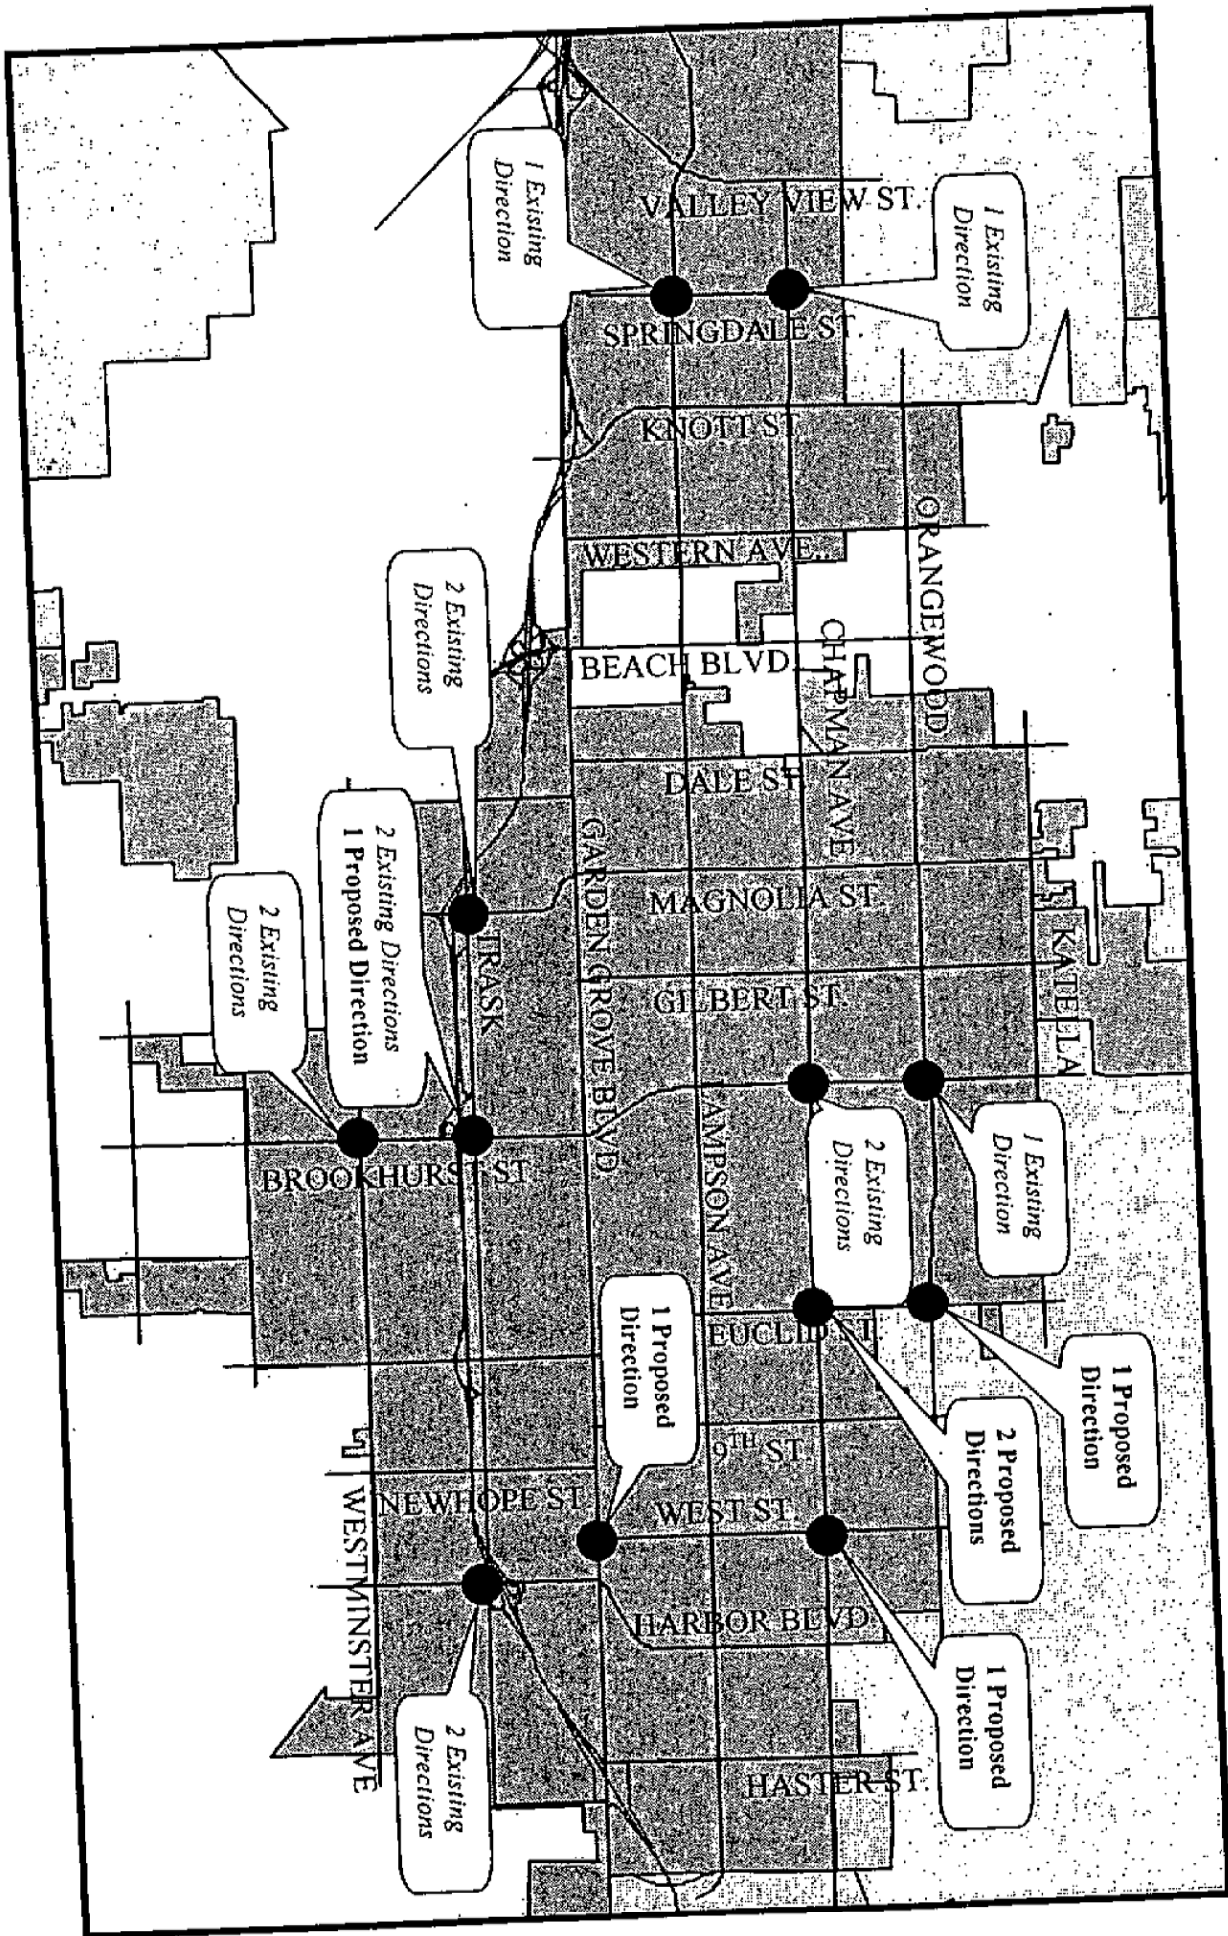 VALLEY VIEW ST.
1 Existing
Direction
1 Existing
Direction
SPRINGDALE ST.
KNOTT ST.
ORANGEWOOD
WESTERN AVE.
CHAPMAN AVE
BEACH BLVD.
2 Existing
Directions
DALE ST.
GARDEN GROVE BLVD
MAGNOLIA ST.
KATELLA
2 Existing Directions
1 Proposed Direction
TRASK
GILBERT ST.
2 Existing
Directions
LAMPSON AVE
1 Existing
Direction
2 Existing
Directions
BROOKHURST ST.
EUCLID ST.
1 Proposed
Direction
1 Proposed
Direction
2 Proposed
Directions
9TH ST.
NEWHOPE ST.
WEST ST.
WESTMINSTER AVE
HARBOR BLVD.
1 Proposed
Direction
2 Existing
Directions
HASTER ST.